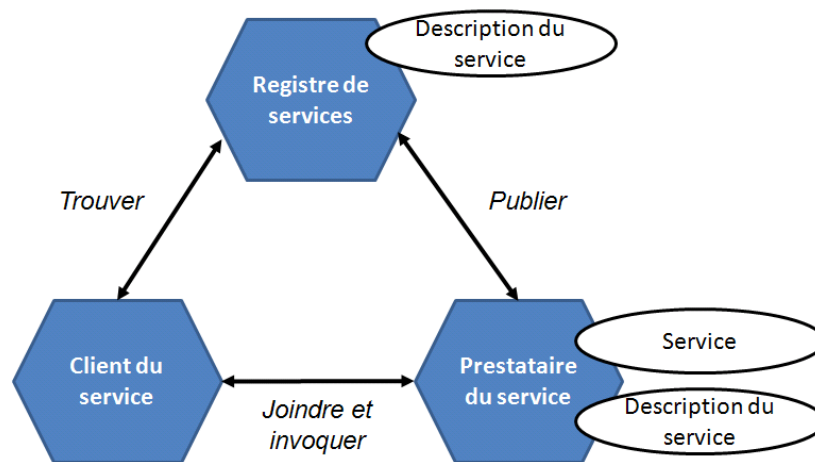 Description du
service
Registre de
services
Trouver
Publier
Client du
service
Joindre et
invoquer
Prestataire
du service
Service
Description du
service